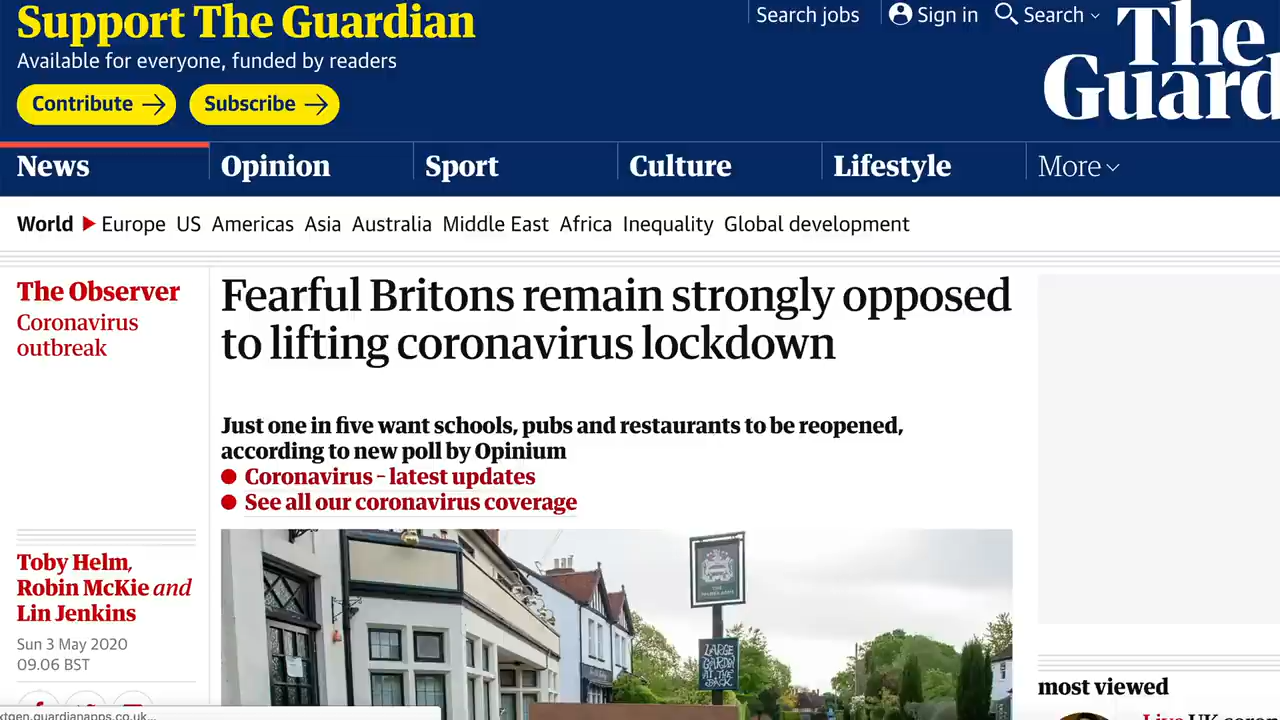 Support The Guardian
Available for everyone, funded by readers
Contribute
Subscribe
Search jobs
Sign in
Search
The
Guard
News
Opinion
Sport
Culture
Lifestyle
More
World
Europe
US
Americas
Asia
Australia
Middle East
Africa
Inequality
Global development
The Observer
Coronavirus
outbreak
Fearful Britons remain strongly opposed
to lifting coronavirus lockdown
Just one in five want schools, pubs and restaurants to be reopened,
according to new poll by Opinium
Coronavirus – latest updates
See all our coronavirus coverage
Toby Helm,
Robin McKie and
Lin Jenkins
Sun 3 May 2020
09.06 BST
LARGE
GARDEN
AT THE
BACK
most viewed